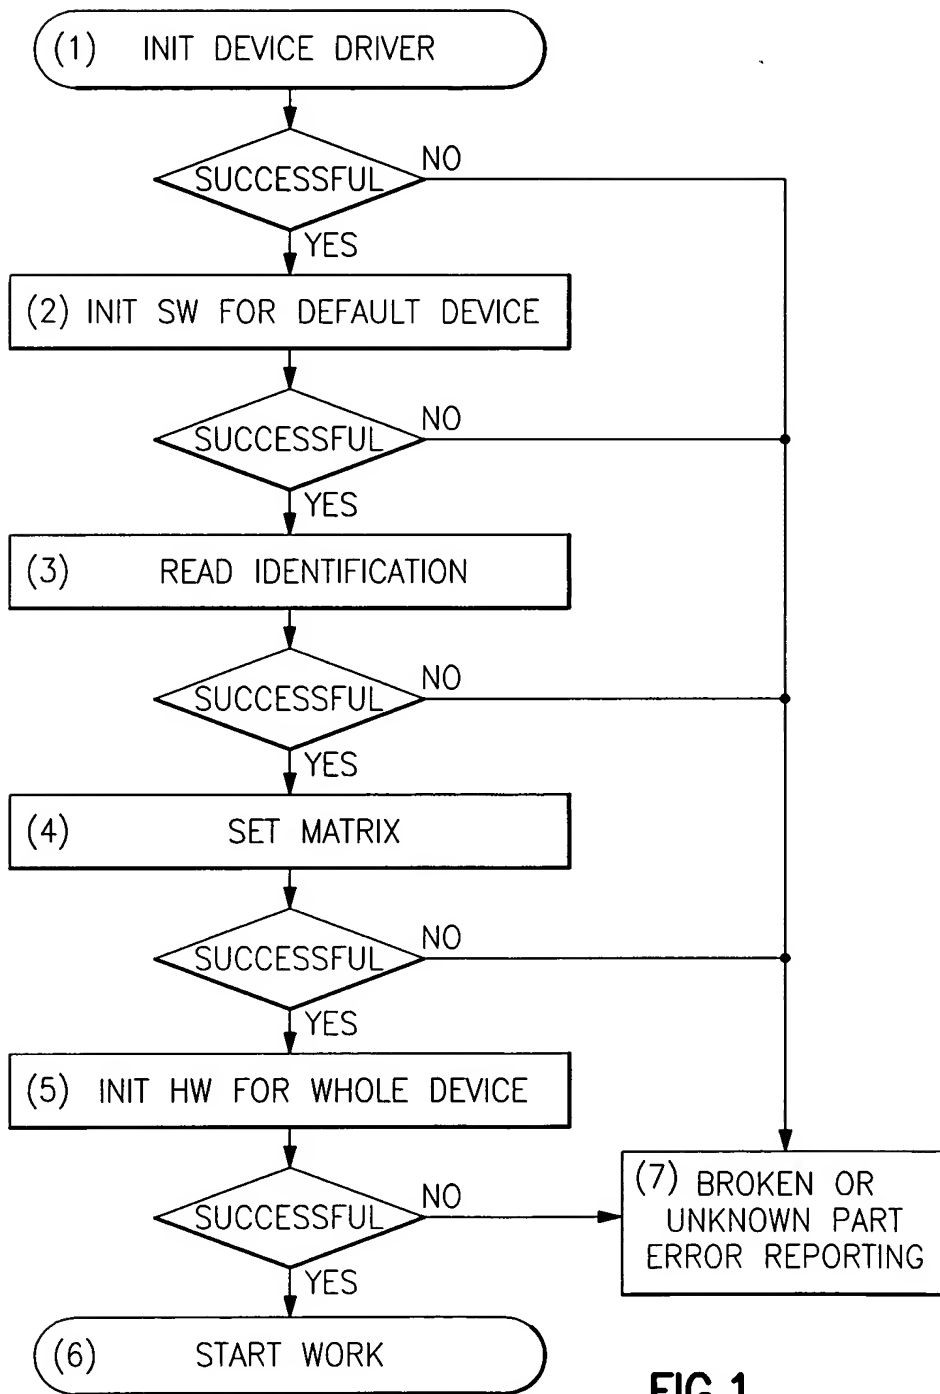 (1) INIT DEVICE DRIVER
SUCCESSFUL
NO
YES
(2) INIT SW FOR DEFAULT DEVICE
SUCCESSFUL
NO
YES
(3) READ IDENTIFICATION
SUCCESSFUL
NO
YES
(4) SET MATRIX
SUCCESSFUL
NO
YES
(5) INIT HW FOR WHOLE DEVICE
SUCCESSFUL
NO
YES
(7) BROKEN OR
UNKNOWN PART
ERROR REPORTING
(6) START WORK
FIG.1